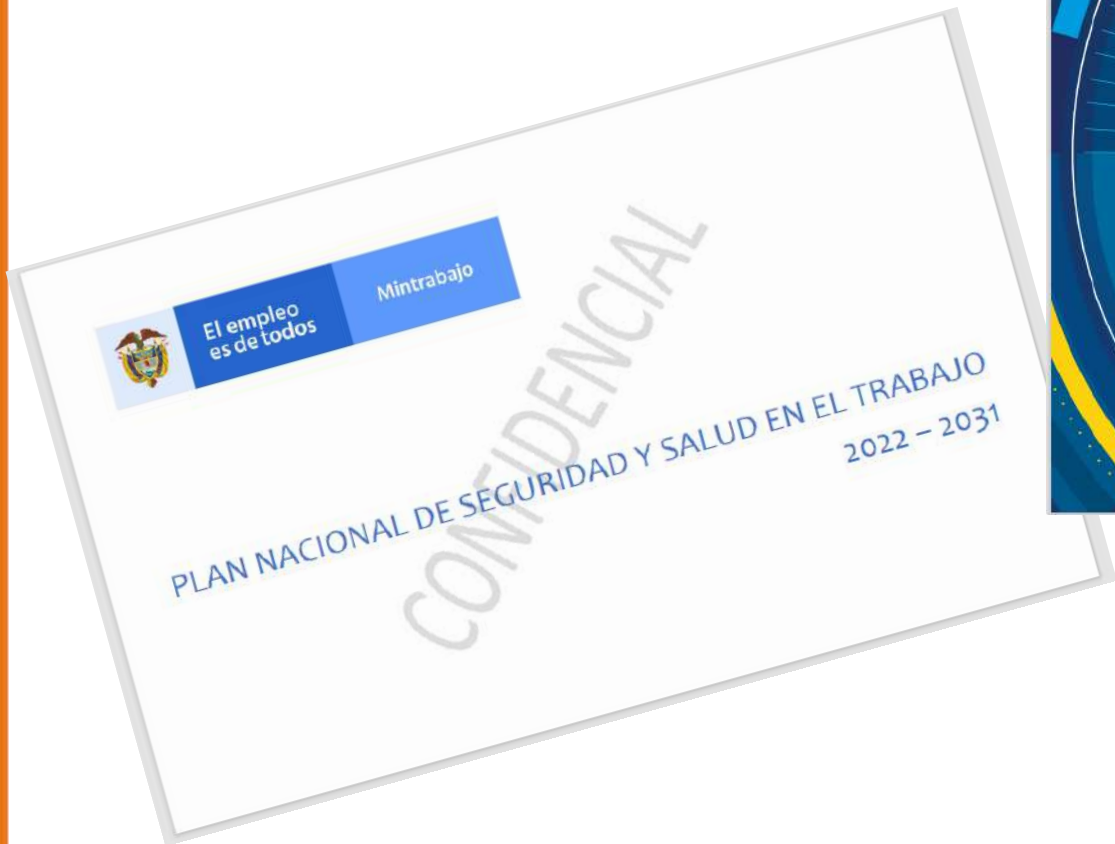 El empleo
es de todos
Mintrabajo
CONFIDENCIAL
PLAN NACIONAL DE SEGURIDAD Y SALUD EN EL TRABAJO
2022 – 2031